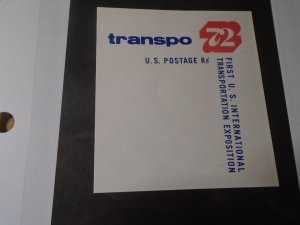 transpo 72
U.S. POSTAGE 8¢
FIRST U.S. INTERNATIONAL
TRANSPORTATION EXPOSITION